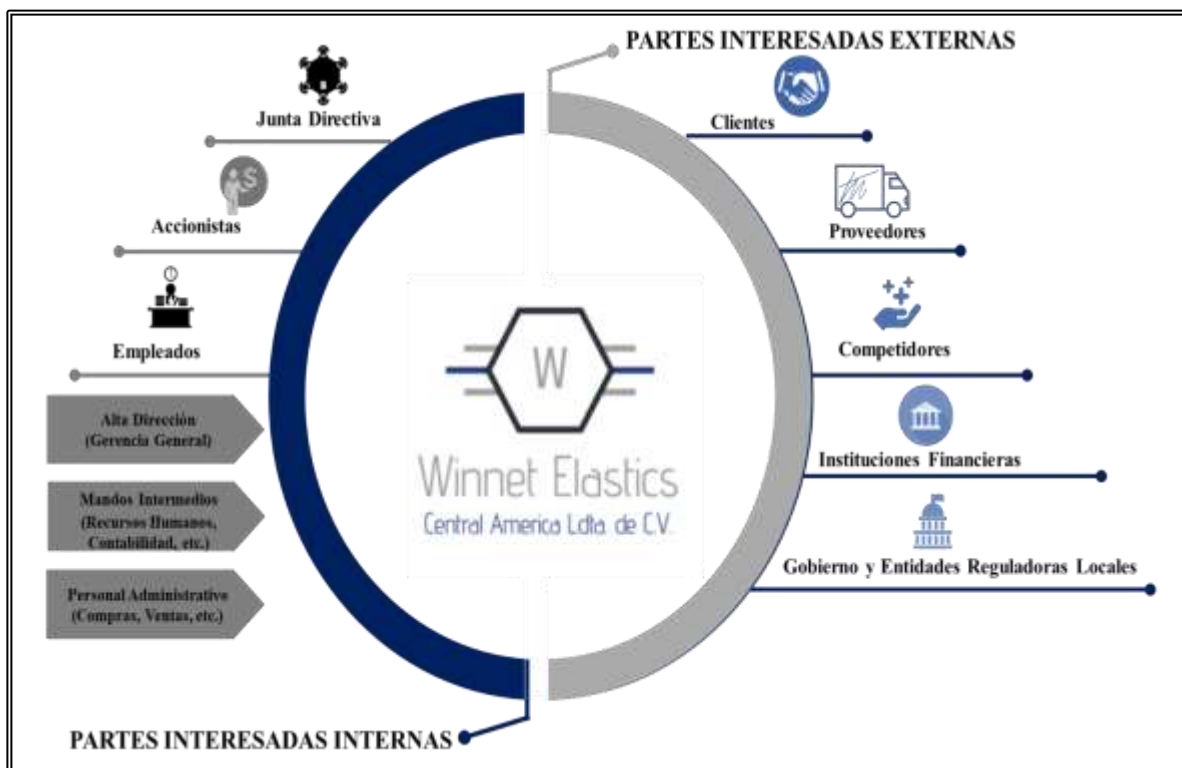 PARTES INTERESADAS EXTERNAS
Junta Directiva
Accionistas
Empleados
Alta Dirección
(Gerencia General)
Mandos Intermedios
(Recursos Humanos,
Contabilidad, etc.)
Personal Administrativo
(Compras, Ventas, etc.)
PARTES INTERESADAS INTERNAS
W
Winnet Elastics
Central America Ldta. de C.V.
Clientes
Proveedores
Competidores
Instituciones Financieras
Gobierno y Entidades Reguladoras Locales